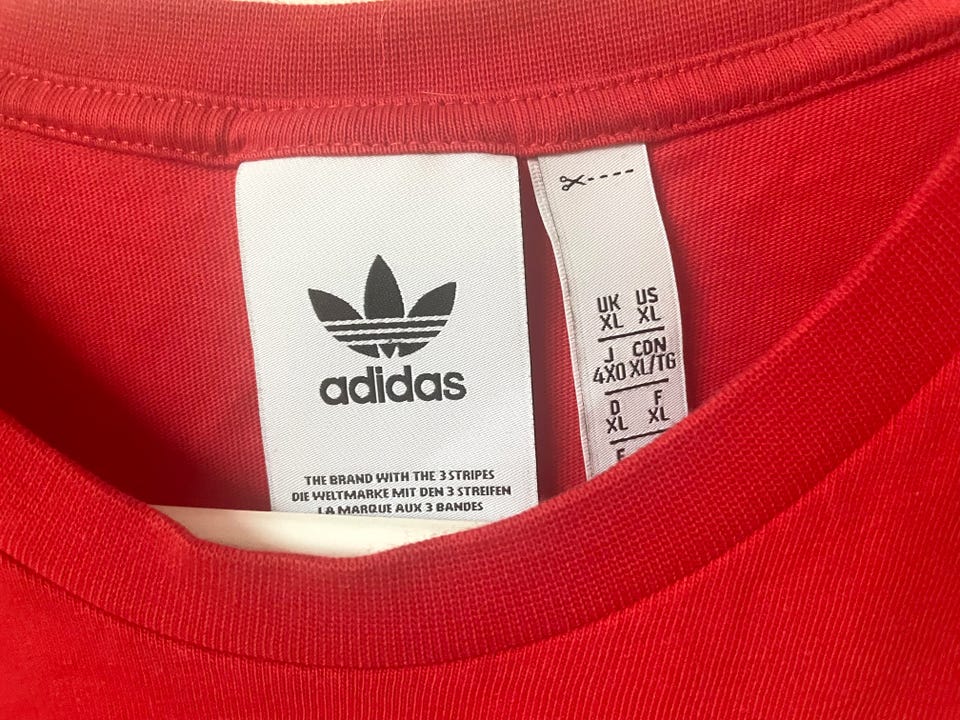 adidas
THE BRAND WITH THE 3 STRIPES
DIE WELTMARKE MIT DEN 3 STREIFEN
LA MARQUE AUX 3 BANDES
UK US
XL XL
J CDN
4XO XL/TG
D F
XL XL
E